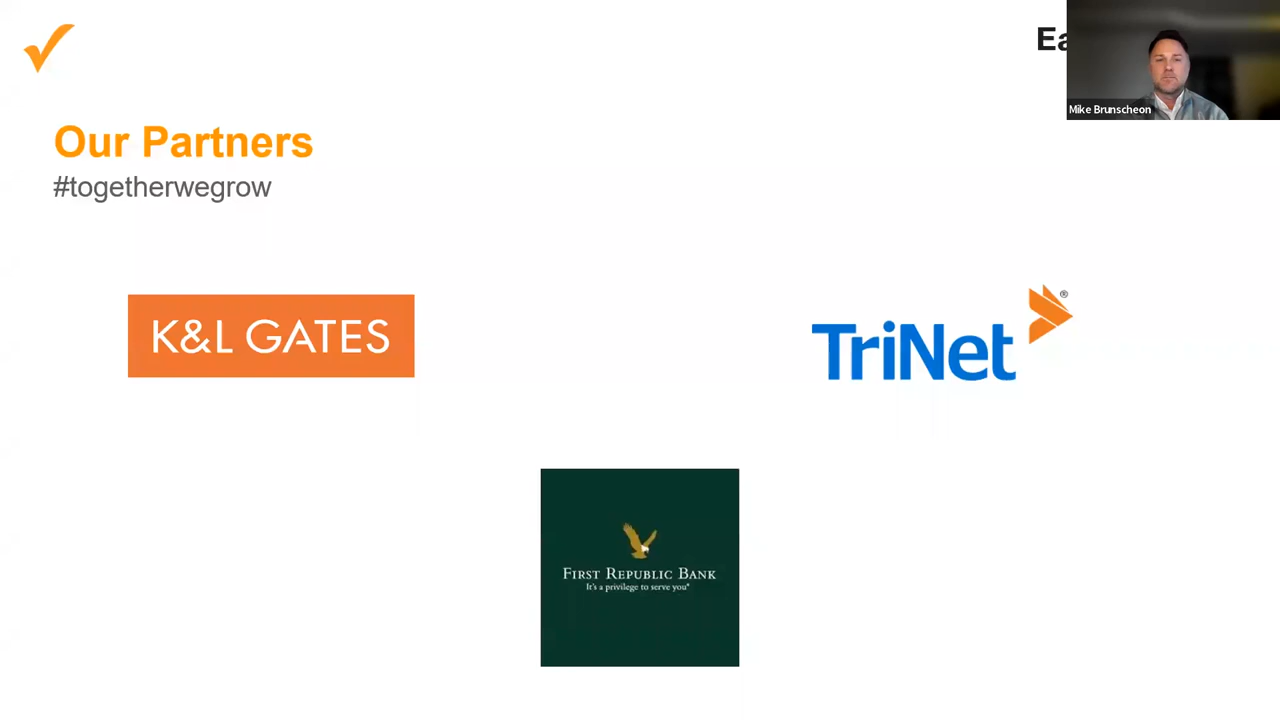 Mike Brunscheon
Our Partners
#togetherwegrow
K&L GATES
TriNet®
FIRST REPUBLIC BANK
It's a privilege to serve you®